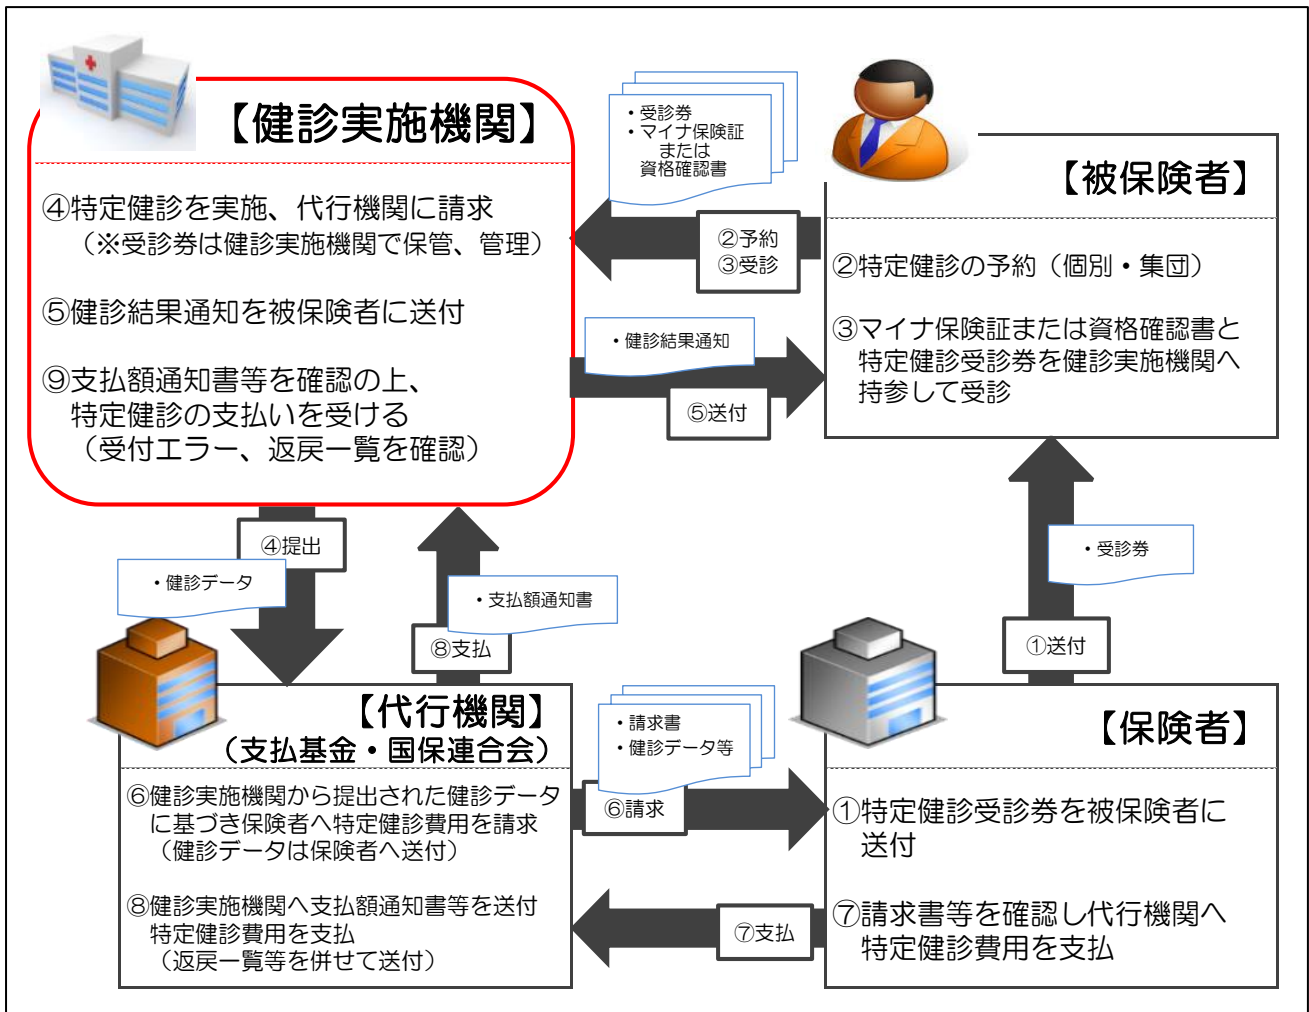 【健診実施機関】
④特定健診を実施、代行機関に請求
（※受診券は健診実施機関で保管、管理）
⑤健診結果通知を被保険者に送付
⑨支払額通知書等を確認の上、
特定健診の支払いを受ける
（受付エラー、返戻一覧を確認）
・受診券
・マイナ保険証
または
資格確認書
②予約
③受診
・健診結果通知
⑤送付
【被保険者】
②特定健診の予約（個別・集団）
③マイナ保険証または資格確認書と
特定健診受診券を健診実施機関へ
持参して受診
④提出
・健診データ
・支払額通知書
⑧支払
・受診券
①送付
【代行機関】
（支払基金・国保連合会）
⑥健診実施機関から提出された健診データ
に基づき保険者へ特定健診費用を請求
（健診データは保険者へ送付）
⑧健診実施機関へ支払額通知書等を送付
特定健診費用を支払
（返戻一覧等を併せて送付）
・請求書
・健診データ等
⑥請求
⑦支払
【保険者】
①特定健診受診券を被保険者に
送付
⑦請求書等を確認し代行機関へ
特定健診費用を支払